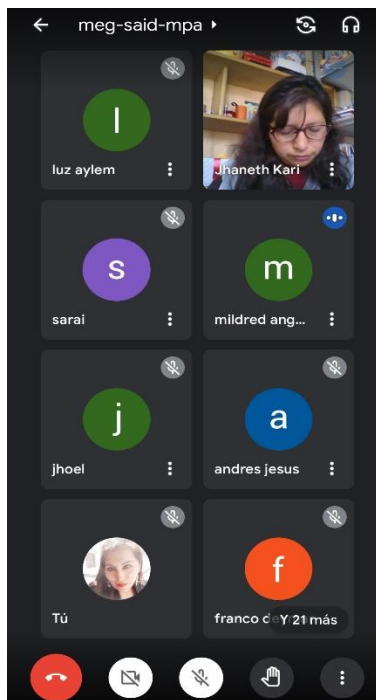 meg-said-mpa
l
luz aylem
Jhaneth Kari
s
sarai
m
mildred ang...
j
jhoel
a
andres jesus
Tú
f
franco de
Y 21 más